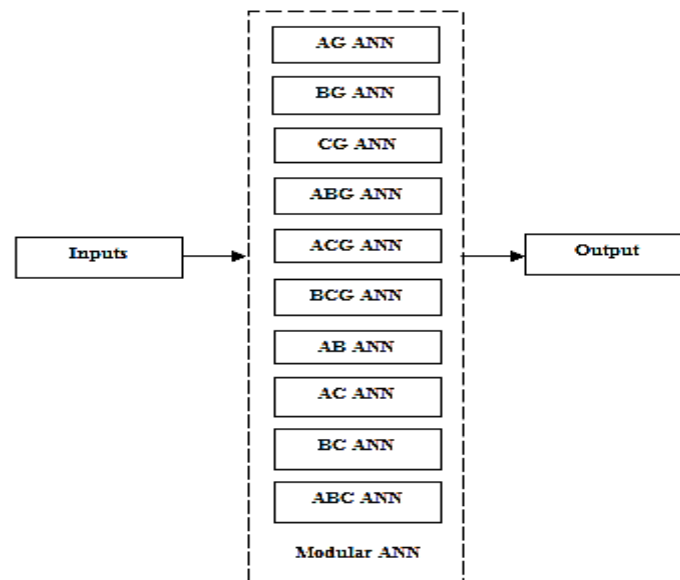 AG ANN
BG ANN
CG ANN
ABG ANN
Inputs
ACG ANN
Output
BCG ANN
AB ANN
AC ANN
BC ANN
ABC ANN
Modular ANN